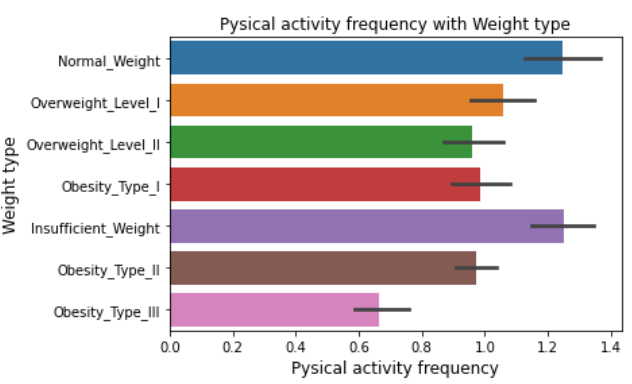 Pysical activity frequency with Weight type
Weight type
Normal_Weight
Overweight_Level_I
Overweight_Level_II
Obesity_Type_I
Insufficient_Weight
Obesity_Type_II
Obesity_Type_III
0.0 0.2 0.4 0.6 0.8 1.0 1.2 1.4
Pysical activity frequency